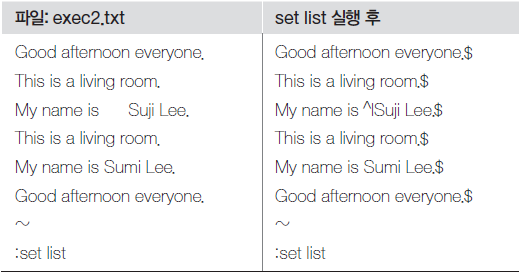 파일: exec2.txt
set list 실행 후
Good afternoon everyone.
Good afternoon everyone.$
This is a living room.
This is a living room.$
My name is Suji Lee.
My name is ^ISuji Lee.$
This is a living room.
This is a living room.$
My name is Sumi Lee.
My name is Sumi Lee.$
Good afternoon everyone.
Good afternoon everyone.$
~
~
:set list
:set list